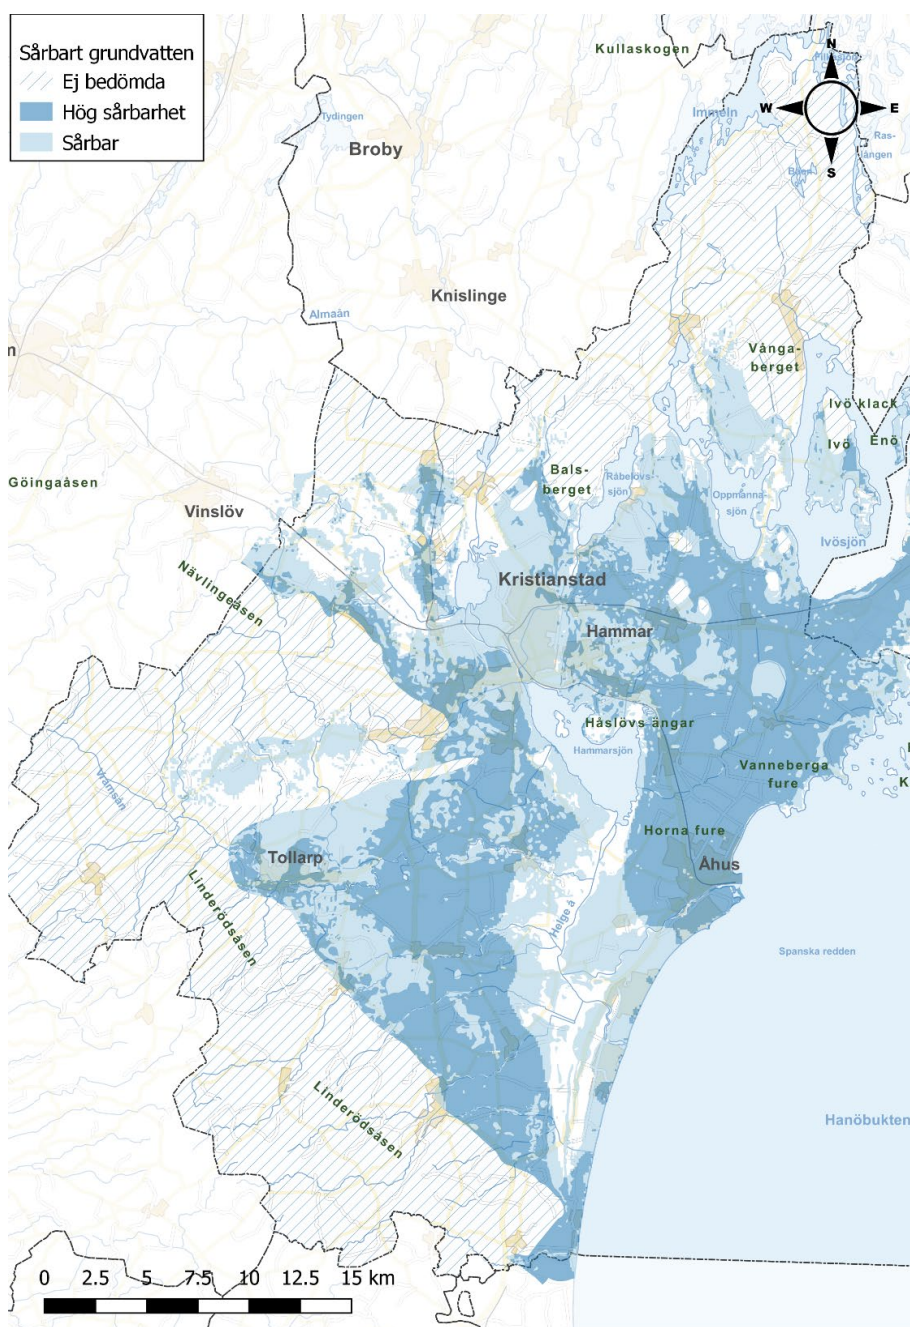 Sårbart grundvatten
Ej bedömda
Hög sårbarhet
Sårbar
Kullaskogen
N
W
E
S
Immeln
Tydingen
Broby
Ras-
längen
Knislinge
Almaån
n
Vånga-
berget
Ivö klack
Ivö
Enö
Göingaåsen
Bals-
berget
Råbelövs-
sjön
Oppmanna-
sjön
Vinslöv
Ivösjön
Nävlingeåsen
Kristianstad
Hammar
Håslövs ängar
Hammarsjön
Vanneberga
fure
K
Vramsån
Horna fure
Tollarp
Åhus
Linderödsåsen
Helge å
Spanska redden
Linderödsåsen
Hanöbukten
0 2.5 5 7.5 10 12.5 15 km